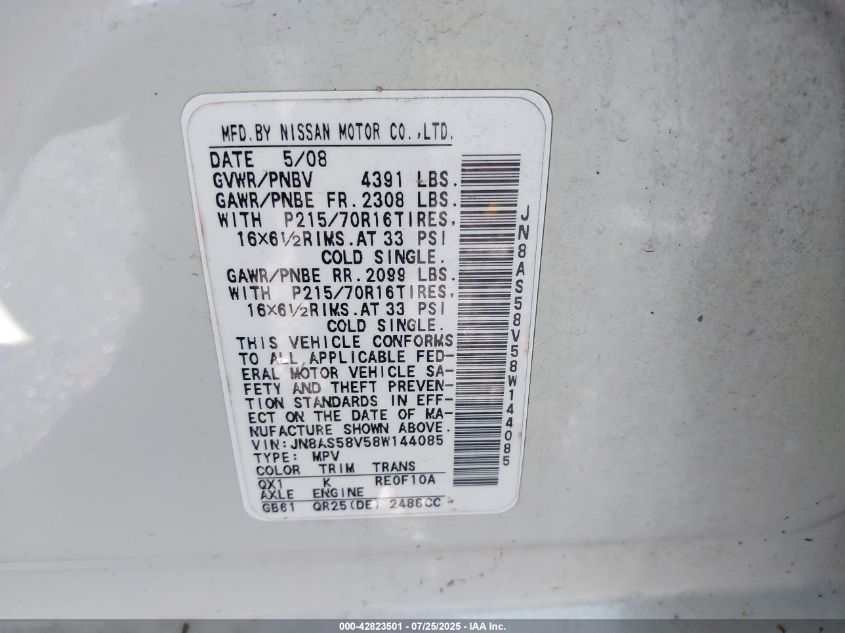 MFD.BY NISSAN MOTOR CO.,LTD.
DATE 5/08
GVWR/PNBV 4391 LBS.
GAWR/PNBE FR.2308 LBS.
WITH P215/70R16TIRES,
16X6½RIMS.AT 33 PSI
COLD SINGLE.
GAWR/PNBE RR.2099 LBS.
WITH P215/70R16TIRES,
16X6½RIMS.AT 33 PSI
COLD SINGLE.
THIS VEHICLE CONFORMS
TO ALL APPLICABLE FED-
ERAL MOTOR VEHICLE SA-
FETY AND THEFT PREVEN-
TION STANDARDS IN EFF-
ECT ON THE DATE OF MA-
NUFACTURE SHOWN ABOVE.
VIN:JN8AS58V58W144085
TYPE: MPV
COLOR TRIM TRANS
QX1 K RE0F10A
AXLE ENGINE
GB61 QR25(DE) 2488CC
JN8AS58V58W144085
000-42823501 - 07/25/2025 - IAA Inc.